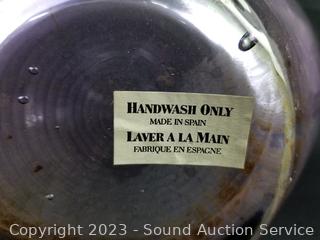 HANDWASH ONLY
MADE IN SPAIN
LAVER A LA MAIN
FABRIQUE EN ESPAGNE
Copyright 2023 - Sound Auction Service